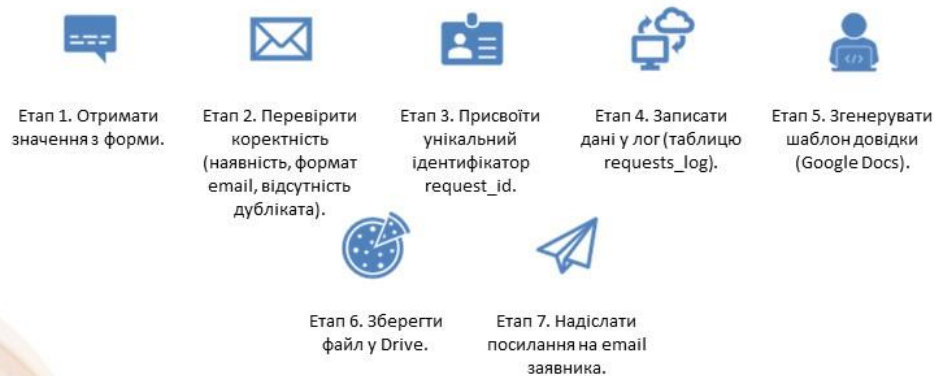 Етап 1. Отримати
значення з форми.
Етап 2. Перевірити
коректність
(наявність, формат
email, відсутність
дубліката).
Етап 3. Присвоїти
унікальний
ідентифікатор
request_id.
Етап 4. Записати
дані у лог (таблицю
requests_log).
Етап 5. Згенерувати
шаблон довідки
(Google Docs).
Етап 6. Зберегти
файл у Drive.
Етап 7. Надіслати
посилання на email
заявника.